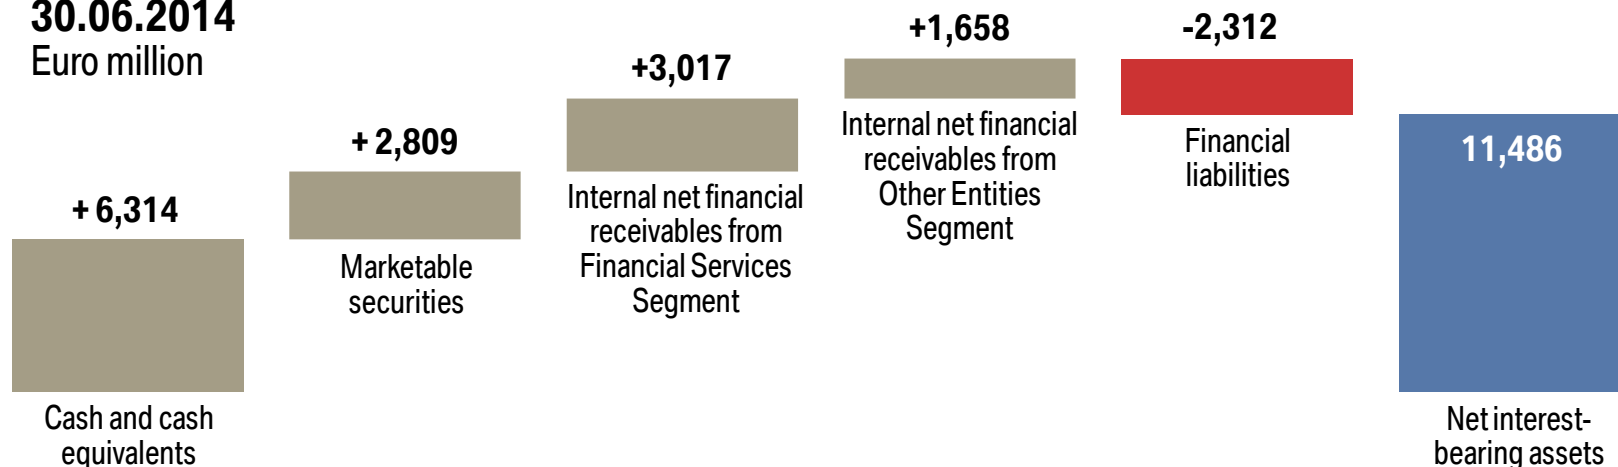 30.06.2014
Euro million
+ 6,314
Cash and cash
equivalents
+ 2,809
Marketable
securities
+3,017
Internal net financial
receivables from
Financial Services
Segment
+1,658
Internal net financial
receivables from
Other Entities
Segment
-2,312
Financial
liabilities
11,486
Net interest-
bearing assets